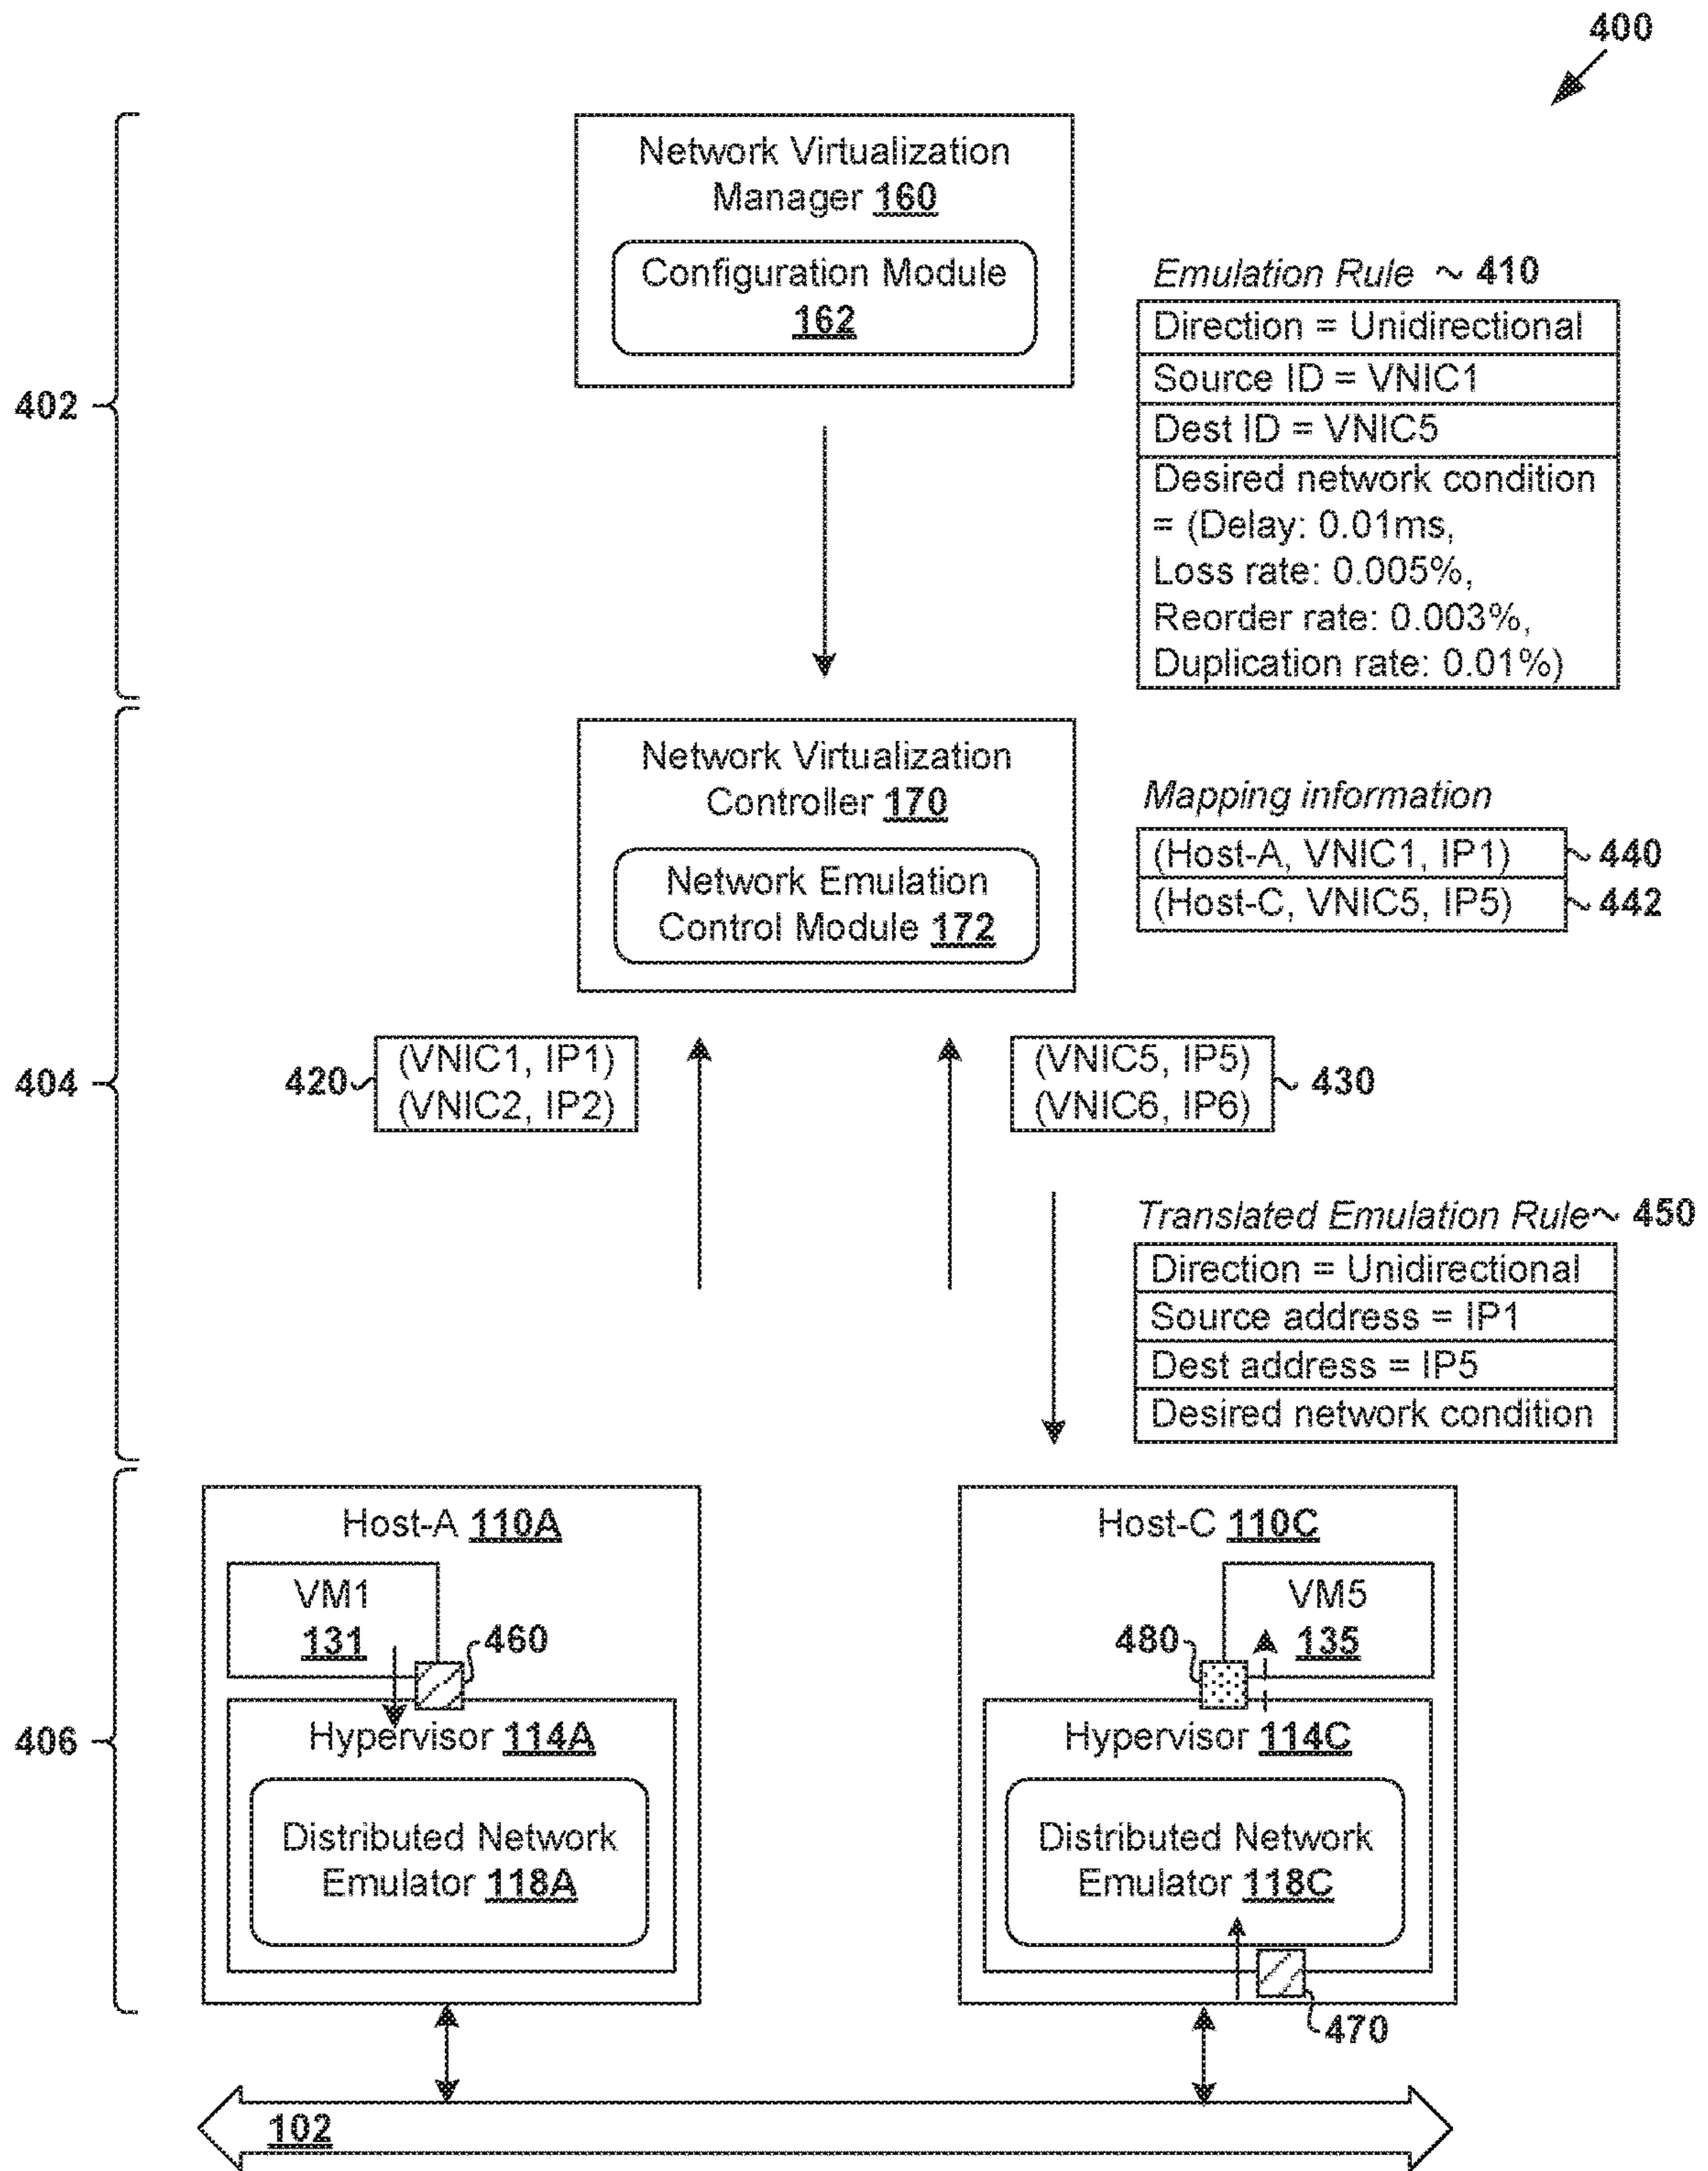 400
Network Virtualization
Manager 160
Configuration Module
162
402
Emulation Rule ~ 410
Direction = Unidirectional
Source ID = VNIC1
Dest ID = VNIC5
Desired network condition
= (Delay: 0.01ms,
Loss rate: 0.005%,
Reorder rate: 0.003%,
Duplication rate: 0.01%)
Network Virtualization
Controller 170
Network Emulation
Control Module 172
Mapping information
(Host-A, VNIC1, IP1) ~ 440
(Host-C, VNIC5, IP5) ~ 442
404
420
(VNIC1, IP1)
(VNIC2, IP2)
(VNIC5, IP5)
(VNIC6, IP6)
430
Translated Emulation Rule ~ 450
Direction = Unidirectional
Source address = IP1
Dest address = IP5
Desired network condition
406
Host-A 110A
VM1
131
460
Hypervisor 114A
Distributed Network
Emulator 118A
Host-C 110C
VM5
135
480
Hypervisor 114C
Distributed Network
Emulator 118C
470
102